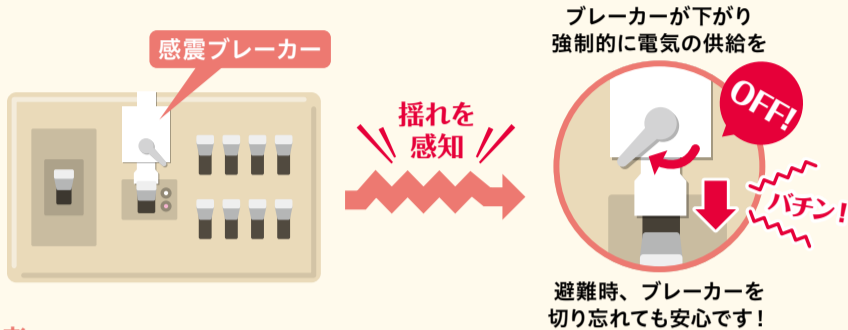 感震ブレーカー
揺れを
感知
ブレーカーが下がり
強制的に電気の供給を
OFF!
バチン!
避難時、ブレーカーを
切り忘れても安心です!